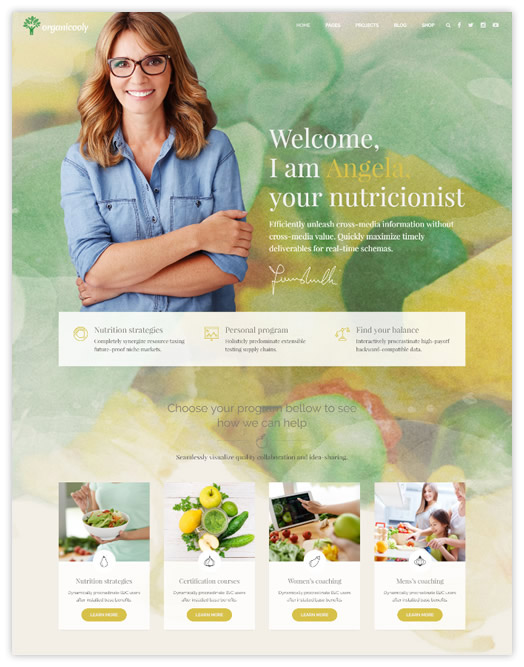 organicooly
HOME PAGES PROJECTS BLOG SHOP
Welcome,
I am Angela,
your nutricionist
Efficiently unleash cross-media information without
cross-media value. Quickly maximize timely
deliverables for real-time schemas.
Nutrition strategies
Completely synergize resource taxing
future-proof niche markets.
Personal program
Dolutely predominate extensible
testing supply chains.
Find your balance
Interactively procrastinate high-payoff
backward-compatible data.
Choose your program bellow to see
how we can help
Seamlessly visualize quality collaboration and idea-sharing.
Nutrition strategies
Dynamically procrastinate B2C users
after installed base benefits.
LEARN MORE
Certification courses
Dynamically procrastinate B2C users
after installed base benefits.
LEARN MORE
Women's coaching
Dynamically procrastinate B2C users
after installed base benefits.
LEARN MORE
Mens's coaching
Dynamically procrastinate B2C users
after installed base benefits.
LEARN MORE